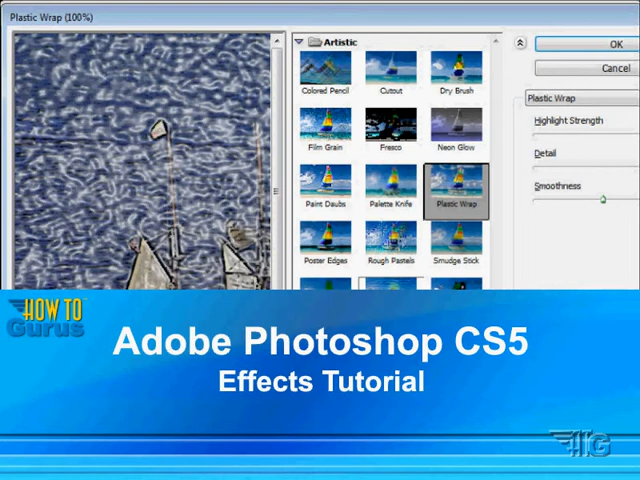 Plastic Wrap (100%)
Artistic
OK
Cancel
Colored Pencil
Cutout
Dry Brush
Plastic Wrap
Highlight Strength
Film Grain
Fresco
Neon Glow
Detail
Smoothness
Paint Daubs
Palette Knife
Plastic Wrap
Poster Edges
Rough Pastels
Smudge Stick
HOW TO
Gurus
Adobe Photoshop CS5
Effects Tutorial
HG